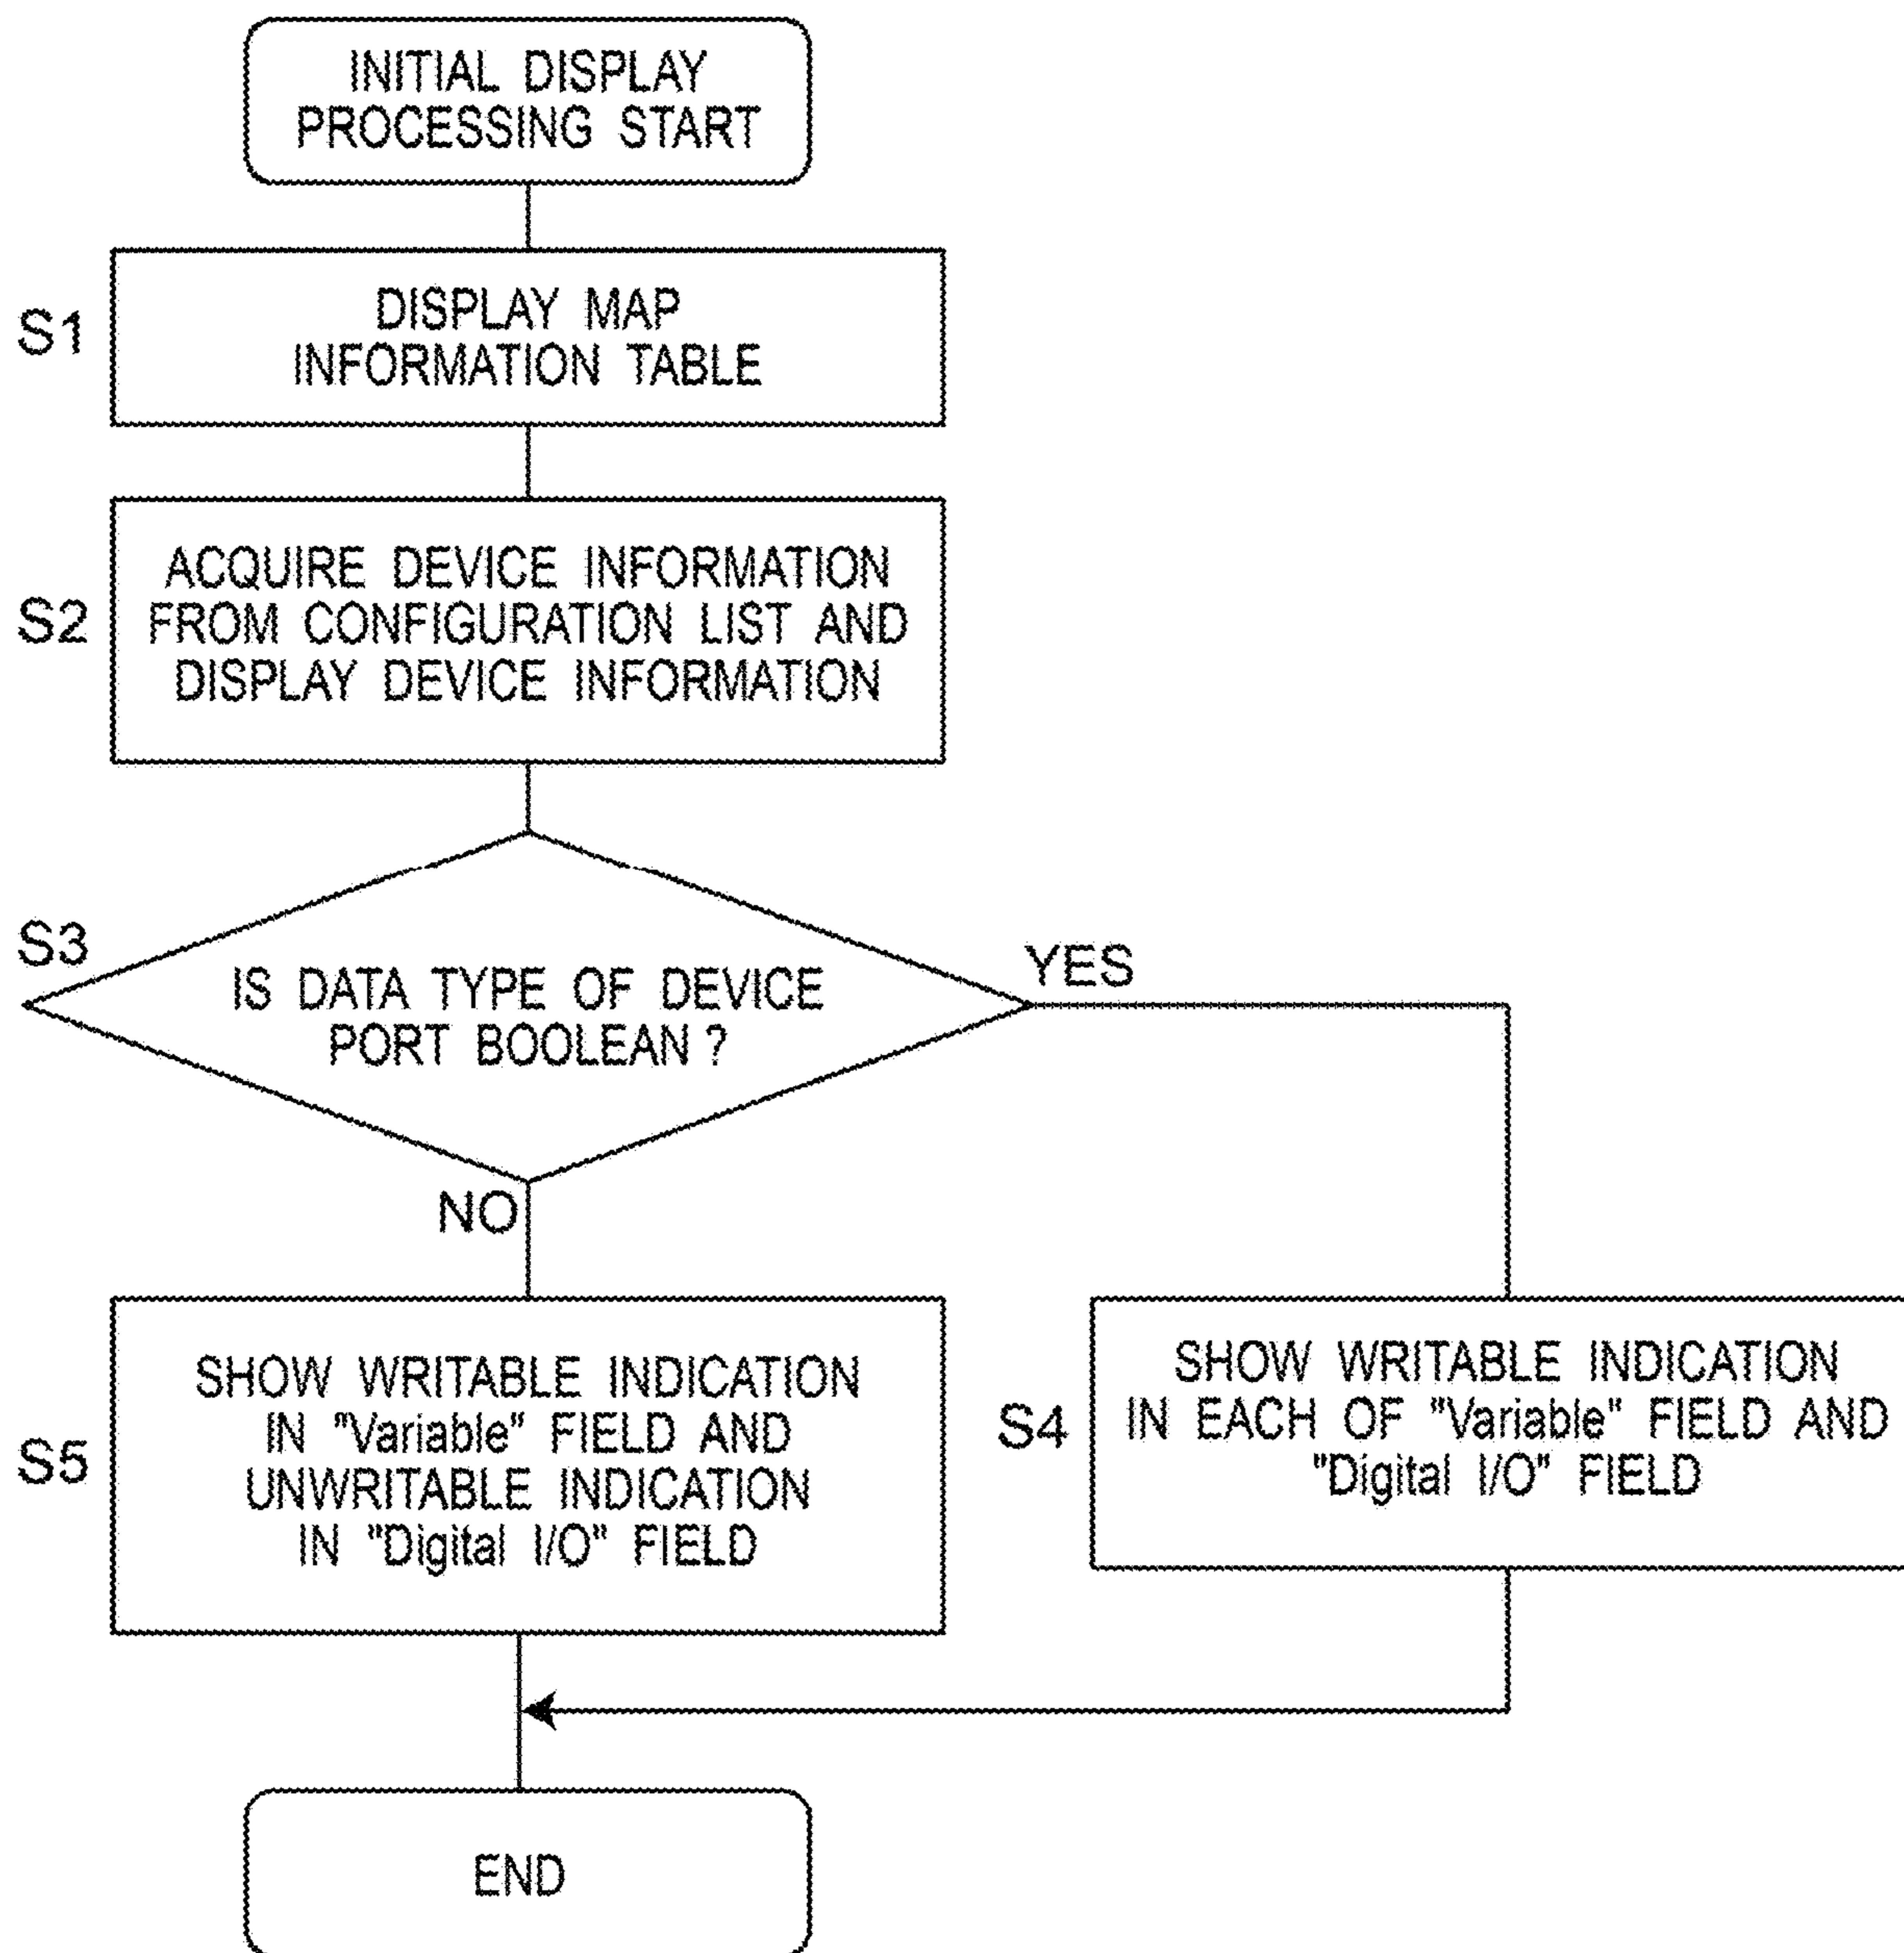 INITIAL DISPLAY
PROCESSING START
S1
DISPLAY MAP
INFORMATION TABLE
S2
ACQUIRE DEVICE INFORMATION
FROM CONFIGURATION LIST AND
DISPLAY DEVICE INFORMATION
S3
IS DATA TYPE OF DEVICE
PORT BOOLEAN ?
YES
NO
S5
SHOW WRITABLE INDICATION
IN "Variable" FIELD AND
UNWRITABLE INDICATION
IN "Digital I/O" FIELD
S4
SHOW WRITABLE INDICATION
IN EACH OF "Variable" FIELD AND
"Digital I/O" FIELD
END